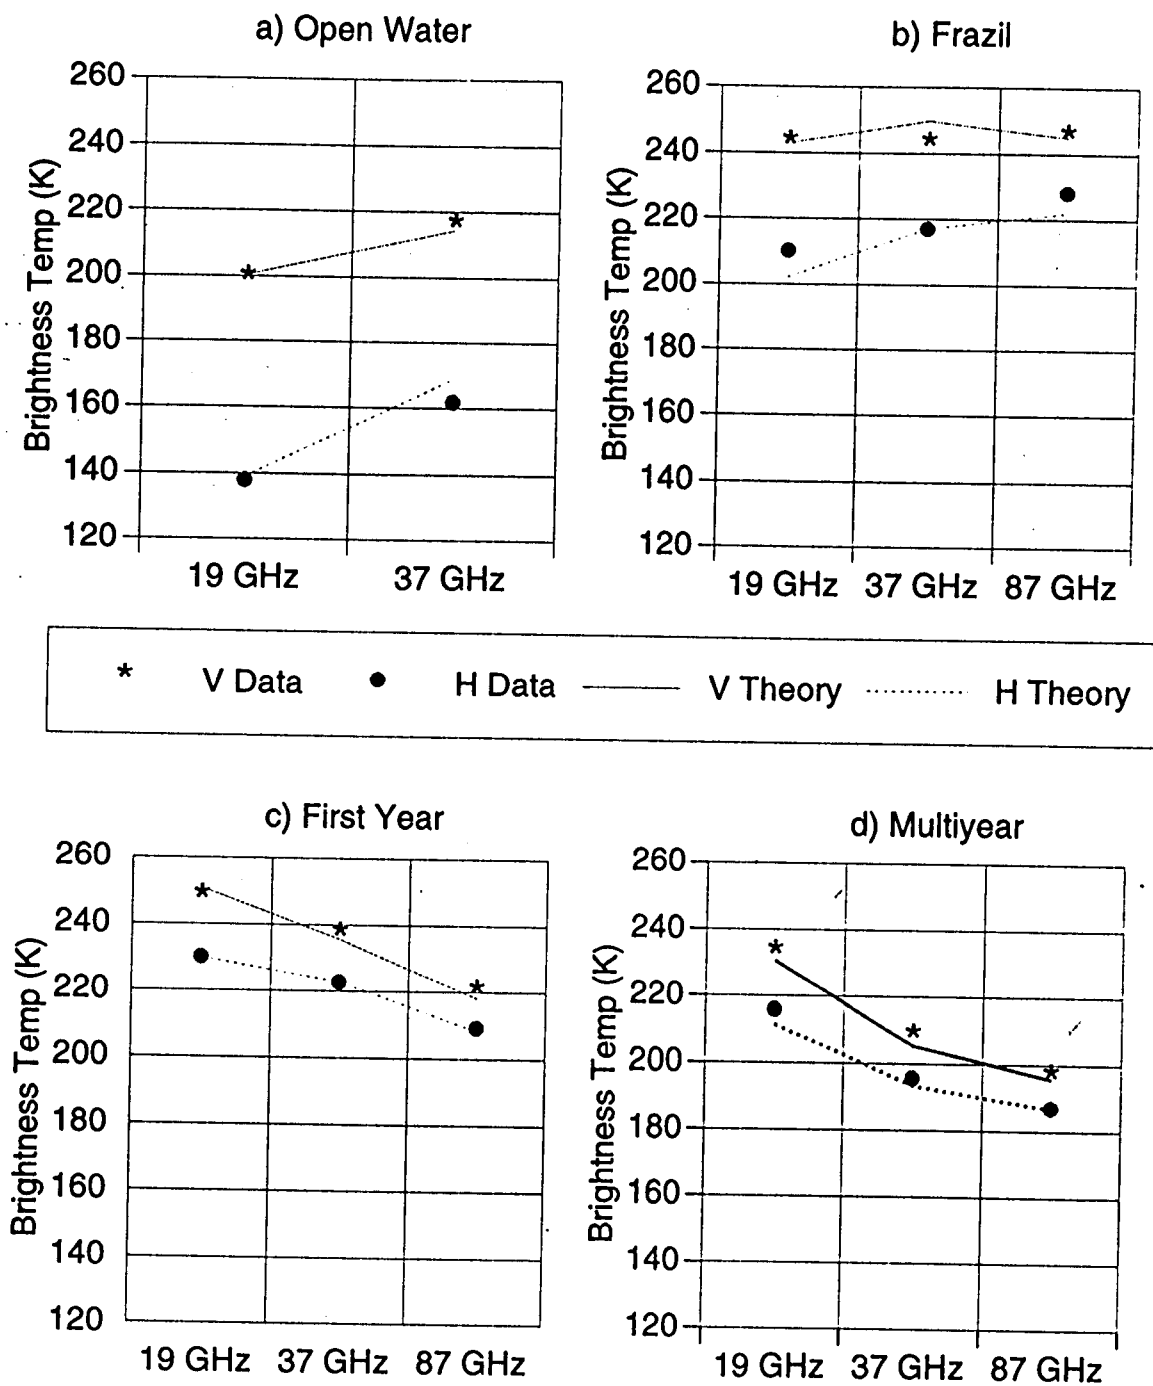 a) Open Water
260
240
220
200
180
160
140
120
Brightness Temp (K)
19 GHz 37 GHz
b) Frazil
260
240
220
200
180
160
140
120
Brightness Temp (K)
19 GHz 37 GHz 87 GHz
* V Data ● H Data V Theory H Theory
c) First Year
260
240
220
200
180
160
140
120
Brightness Temp (K)
19 GHz 37 GHz 87 GHz
d) Multiyear
260
240
220
200
180
160
140
120
Brightness Temp (K)
19 GHz 37 GHz 87 GHz